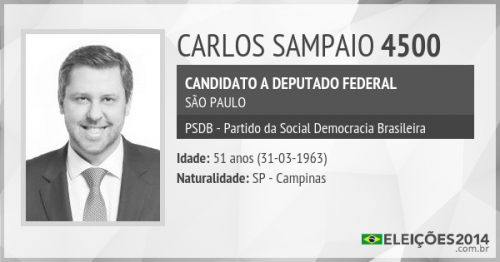 CARLOS SAMPAIO 4500
CANDIDATO A DEPUTADO FEDERAL
SÃO PAULO
PSDB - Partido da Social Democracia Brasileira
Idade: 51 anos (31-03-1963)
Naturalidade: SP - Campinas
ELEIÇÕES2014
.com.br